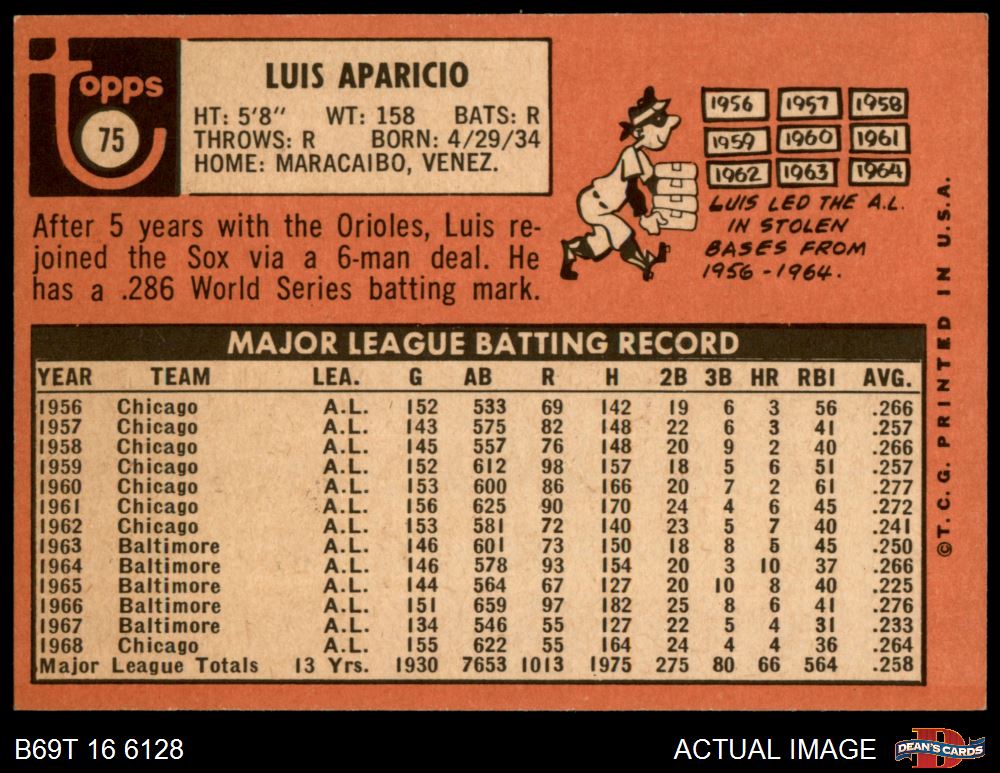 Topps
75
LUIS APARICIO
HT: 5'8" WT: 158 BATS: R
THROWS: R BORN: 4/29/34
HOME: MARACAIBO, VENEZ.
After 5 years with the Orioles, Luis re-
joined the Sox via a 6-man deal. He
has a .286 World Series batting mark.
1956 1957 1958
1959 1960 1961
1962 1963 1964
LUIS LED THE A.L.
IN STOLEN
BASES FROM
1956 - 1964.
MAJOR LEAGUE BATTING RECORD
YEAR TEAM LEA. G AB R H 2B 3B HR RBI AVG.
1956 Chicago A.L. 152 533 69 142 19 6 3 56 .266
1957 Chicago A.L. 143 575 82 148 22 6 3 41 .257
1958 Chicago A.L. 145 557 76 148 20 9 2 40 .266
1959 Chicago A.L. 152 612 98 157 18 5 6 51 .257
1960 Chicago A.L. 153 600 86 166 20 7 2 61 .277
1961 Chicago A.L. 156 625 90 170 24 4 6 45 .272
1962 Chicago A.L. 153 581 72 140 23 5 7 40 .241
1963 Baltimore A.L. 146 601 73 150 18 8 5 45 .250
1964 Baltimore A.L. 146 578 93 154 20 3 10 37 .266
1965 Baltimore A.L. 144 564 67 127 20 10 8 40 .225
1966 Baltimore A.L. 151 659 97 182 25 8 6 41 .276
1967 Baltimore A.L. 134 546 55 127 22 5 4 31 .233
1968 Chicago A.L. 155 622 55 164 24 4 4 36 .264
Major League Totals 13 Yrs. 1930 7653 1013 1975 275 80 66 564 .258
© T. C. G. PRINTED IN U. S. A.
B69T 16 6128
ACTUAL IMAGE
D
DEAN'S CARDS